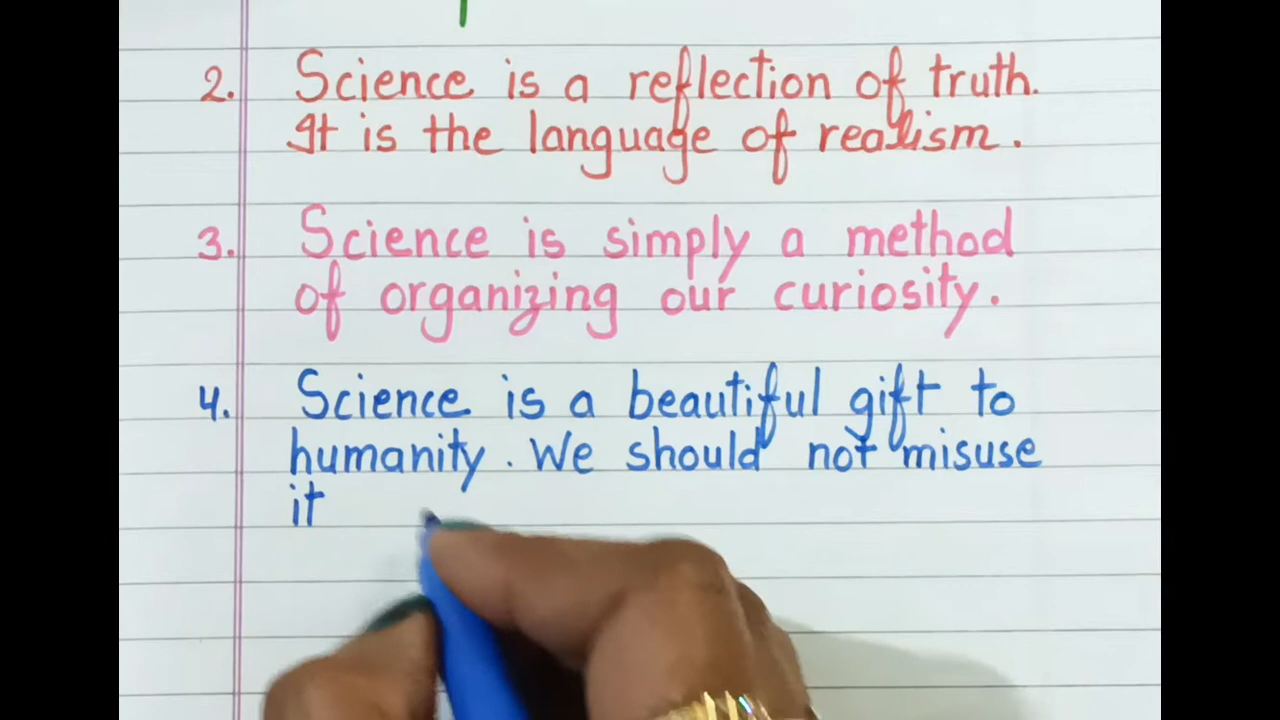 2. Science is a reflection of truth.
It is the language of realism.
3. Science is simply a method
of organizing our curiosity.
4. Science is a beautiful gift to
humanity. We should not misuse
it